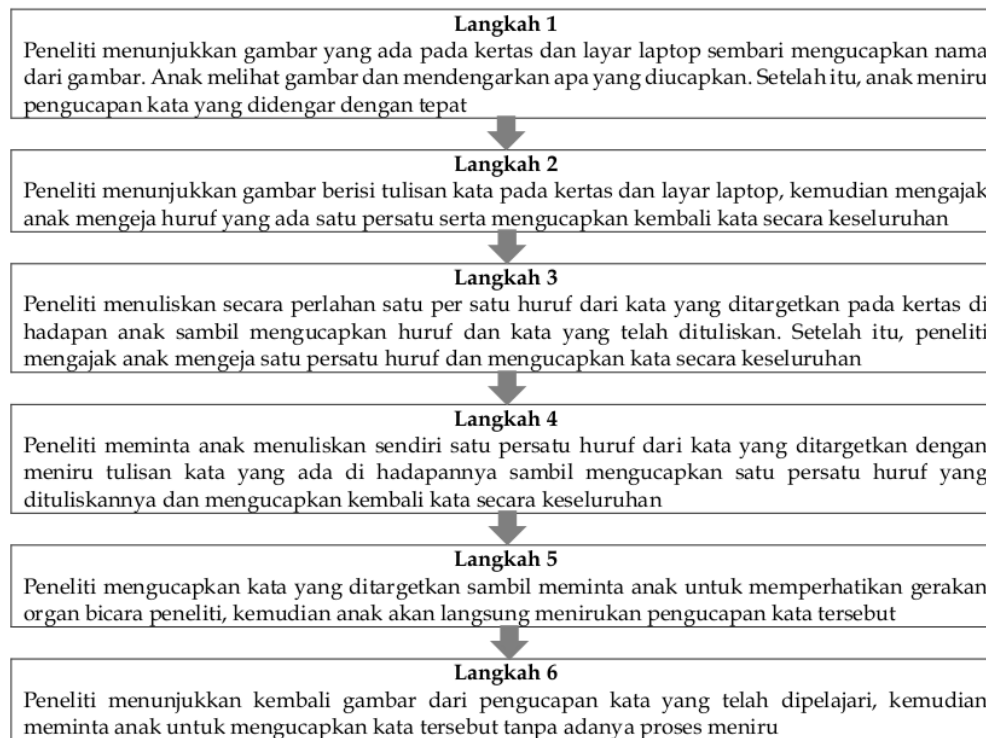 Langkah 1
Peneliti menunjukkan gambar yang ada pada kertas dan layar laptop sembari mengucapkan nama
dari gambar. Anak melihat gambar dan mendengarkan apa yang diucapkan. Setelah itu, anak meniru
pengucapan kata yang didengar dengan tepat
Langkah 2
Peneliti menunjukkan gambar berisi tulisan kata pada kertas dan layar laptop, kemudian mengajak
anak mengeja huruf yang ada satu persatu serta mengucapkan kembali kata secara keseluruhan
Langkah 3
Peneliti menuliskan secara perlahan satu per satu huruf dari kata yang ditargetkan pada kertas di
hadapan anak sambil mengucapkan huruf dan kata yang telah dituliskan. Setelah itu, peneliti
mengajak anak mengeja satu persatu huruf dan mengucapkan kata secara keseluruhan
Langkah 4
Peneliti meminta anak menuliskan sendiri satu persatu huruf dari kata yang ditargetkan dengan
meniru tulisan kata yang ada di hadapannya sambil mengucapkan satu persatu huruf yang
dituliskannya dan mengucapkan kembali kata secara keseluruhan
Langkah 5
Peneliti mengucapkan kata yang ditargetkan sambil meminta anak untuk memperhatikan gerakan
organ bicara peneliti, kemudian anak akan langsung menirukan pengucapan kata tersebut
Langkah 6
Peneliti menunjukkan kembali gambar dari pengucapan kata yang telah dipelajari, kemudian
meminta anak untuk mengucapkan kata tersebut tanpa adanya proses meniru